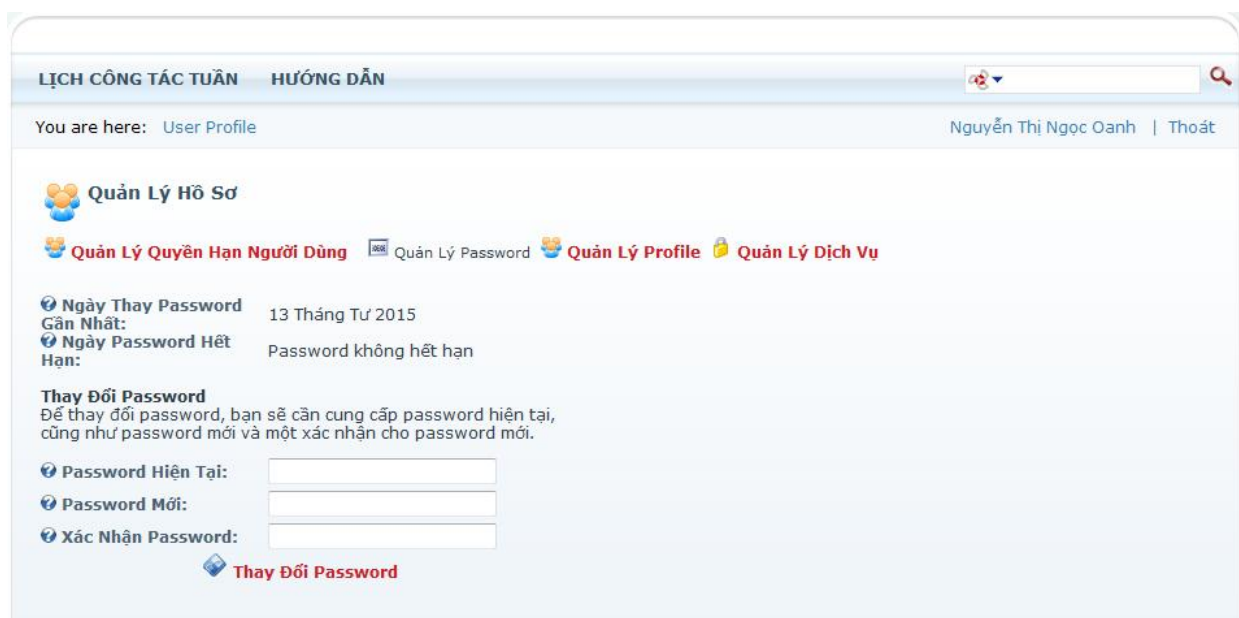 LỊCH CÔNG TÁC TUẦN HƯỚNG DẪN
You are here: User Profile Nguyễn Thị Ngọc Oanh | Thoát
Quản Lý Hồ Sơ
Quản Lý Quyền Hạn Người Dùng Quản Lý Password Quản Lý Profile Quản Lý Dịch Vụ
Ngày Thay Password
Gần Nhất:
13 Tháng Tư 2015
Ngày Password Hết
Hạn:
Password không hết hạn
Thay Đổi Password
Để thay đổi password, bạn sẽ cần cung cấp password hiện tại,
cũng như password mới và một xác nhận cho password mới.
Password Hiện Tại:
Password Mới:
Xác Nhận Password:
Thay Đổi Password